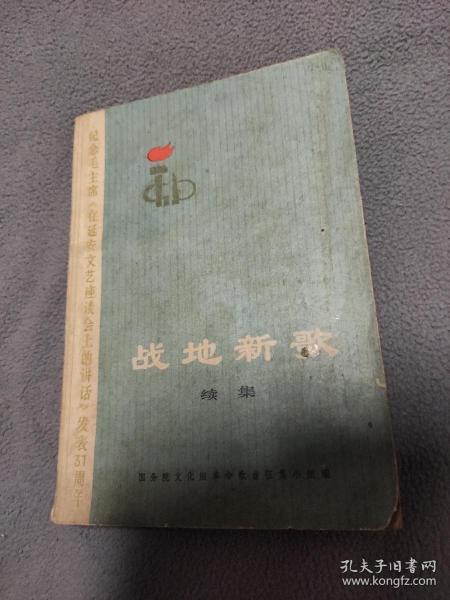 纪念毛主席《在延安文艺座谈会上的讲话》发表31周年
战地新歌
续集
国务院文化组革命歌曲征集小组编
孔夫子旧书网
www.kongfz.com